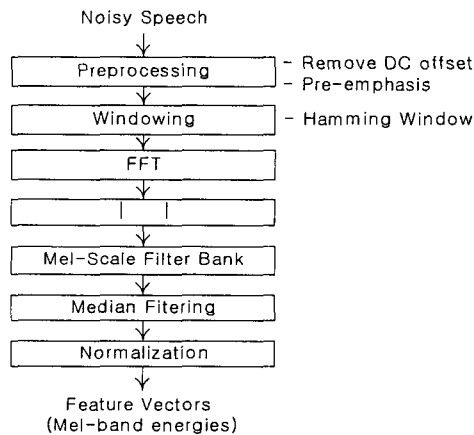 Noisy Speech
Preprocessing
- Remove DC offset
- Pre-emphasis
Windowing
- Hamming Window
FFT
|    |
Mel-Scale Filter Bank
Median Filtering
Normalization
Feature Vectors
(Mel-band energies)